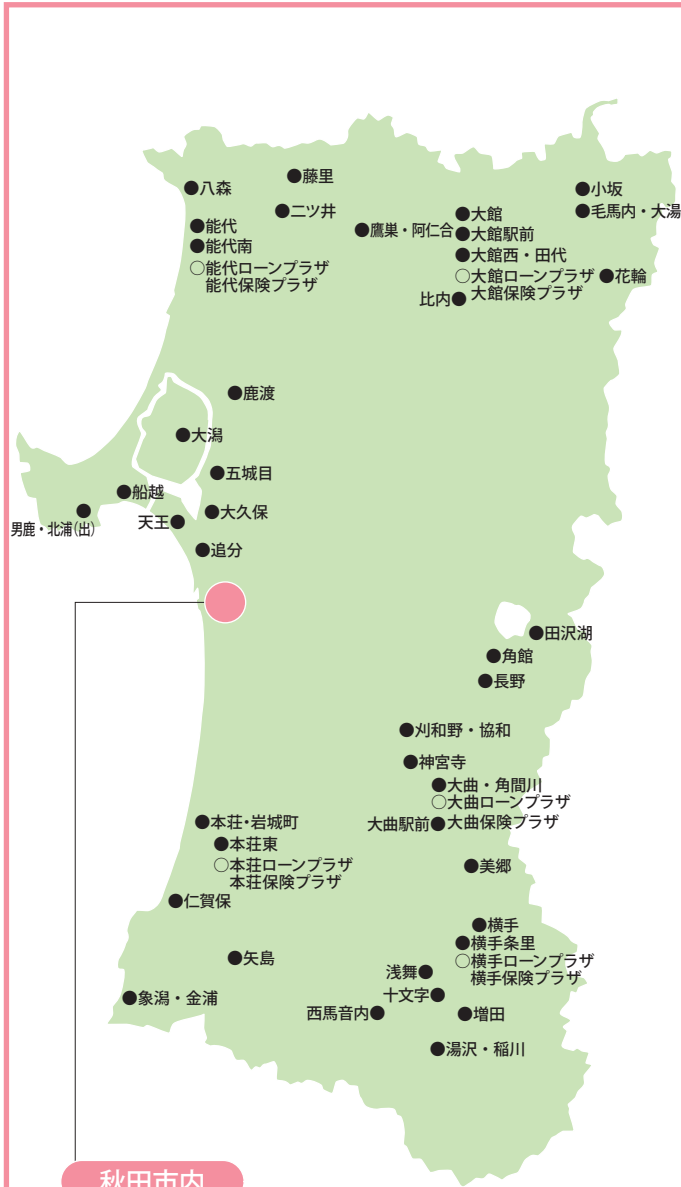 ●八森
●藤里
●二ツ井
●能代
●能代南
○能代ローンプラザ
能代保険プラザ
●鷹巣・阿仁合
●大館
●大館駅前
●大館西・田代
○大館ローンプラザ
大館保険プラザ
比内●
●小坂
●毛馬内・大湯
●花輪
●鹿渡
●大潟
●五城目
●船越
男鹿・北浦(出)
天王●
●大久保
●追分
●田沢湖
●角館
●長野
●刈和野・協和
●神宮寺
●大曲・角間川
○大曲ローンプラザ
大曲保険プラザ
大曲駅前●
●本荘・岩城町
●本荘東
○本荘ローンプラザ
本荘保険プラザ
●美郷
●仁賀保
●横手
●横手条里
○横手ローンプラザ
横手保険プラザ
●矢島
浅舞●
十文字●
●象潟・金浦
西馬音内●
●増田
●湯沢・稲川
秋田市内